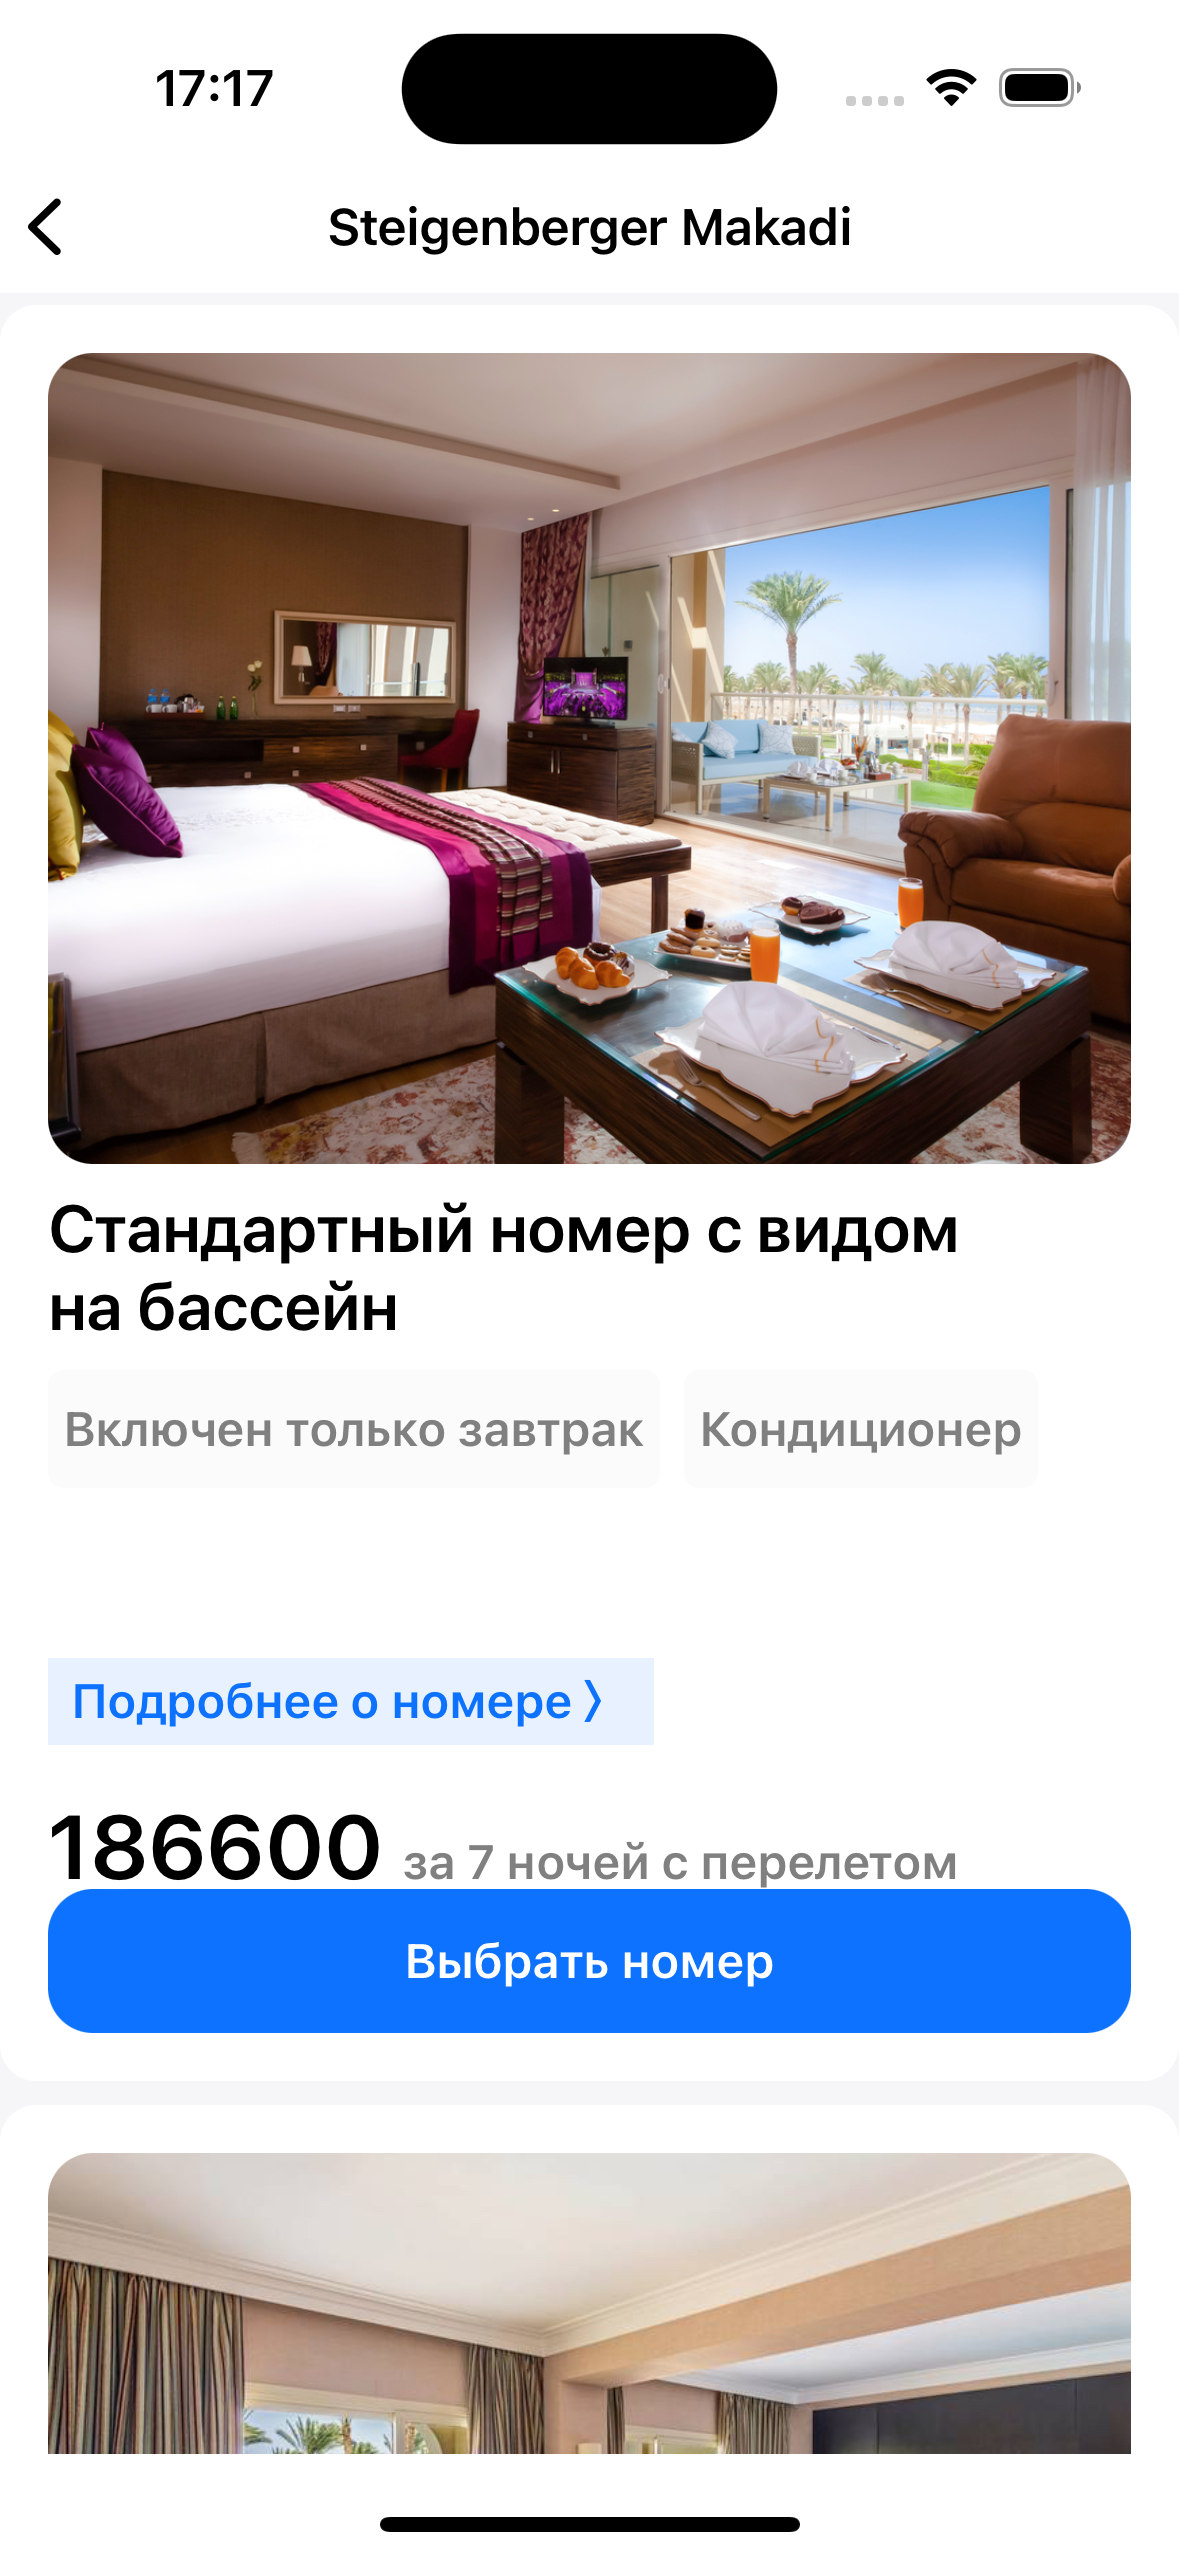 17:17
Steigenberger Makadi
Стандартный номер с видом
на бассейн
Включен только завтрак
Кондиционер
Подробнее о номере
186600 за 7 ночей с перелетом
Выбрать номер